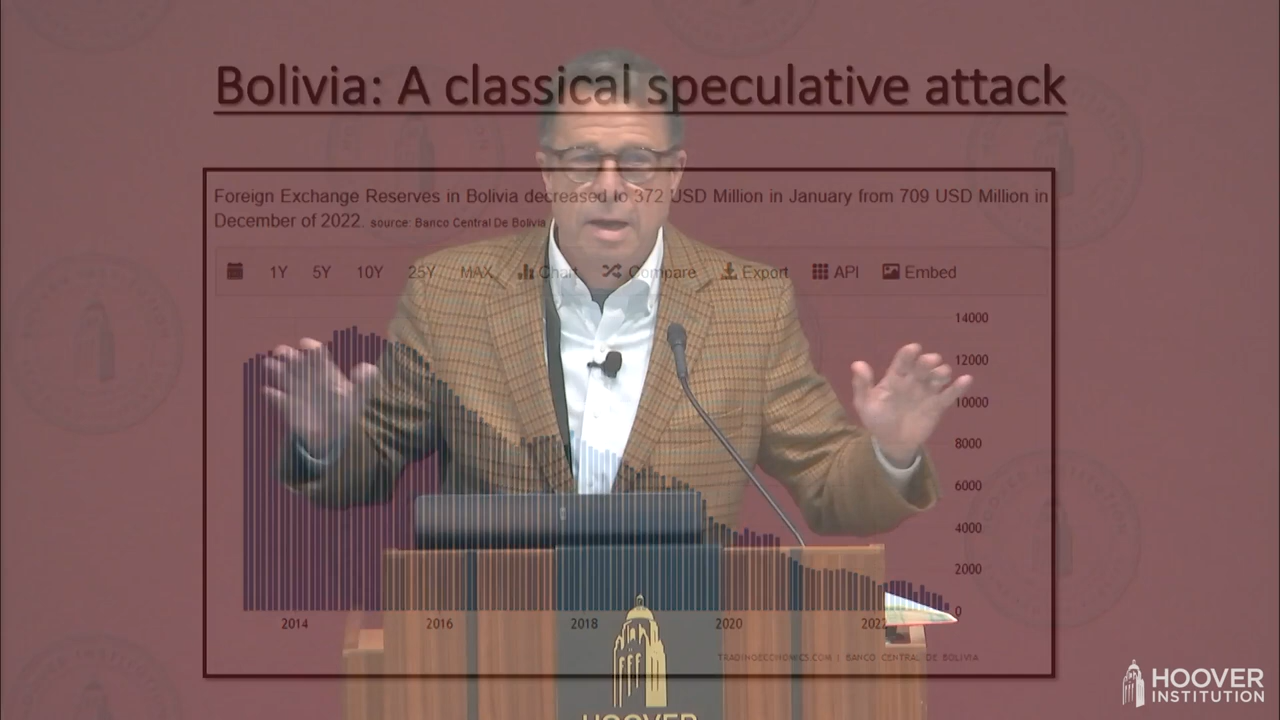 Bolivia: A classical speculative attack
Foreign Exchange Reserves in Bolivia decreased to 372 USD Million in January from 709 USD Million in
December of 2022. source: Banco Central De Bolivia
1Y 5Y 10Y 25Y MAX Chart Compare Export API Embed
14000
12000
10000
8000
6000
4000
2000
0
2014 2016 2018 2020 2022
TRADINGECONOMICS.COM | BANCO CENTRAL DE BOLIVIA
HOOVER
HOOVER
INSTITUTION